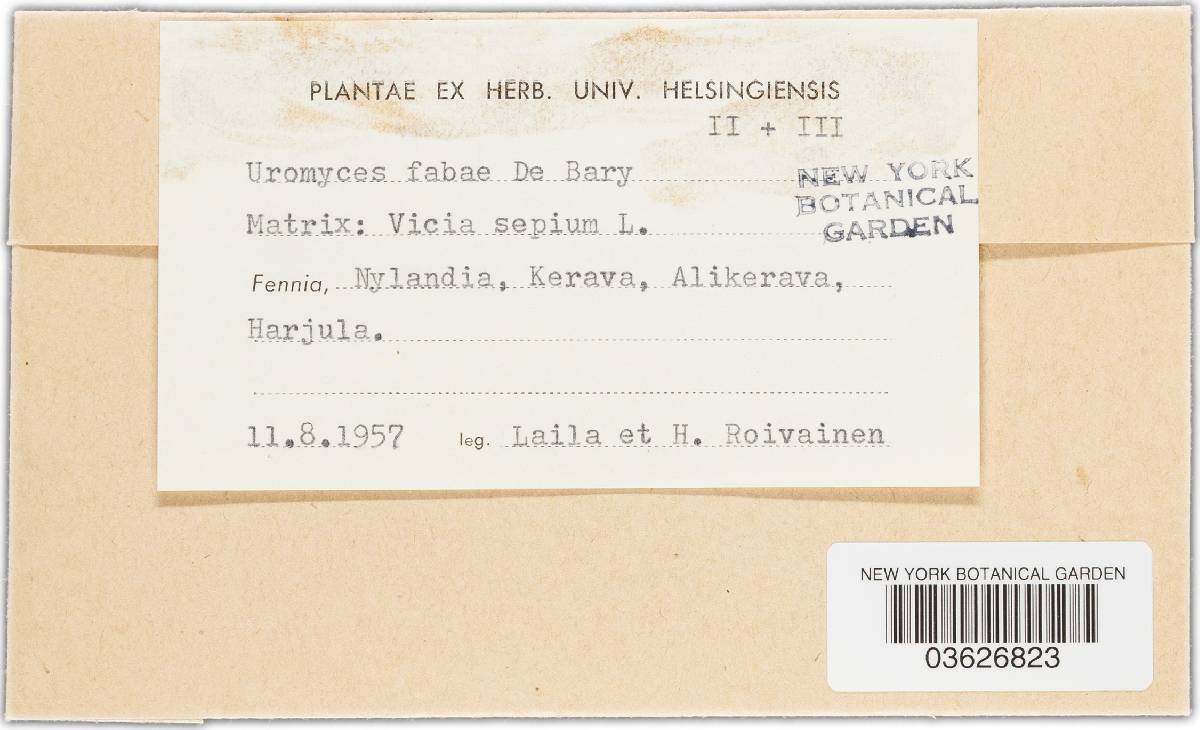 PLANTAE EX HERB. UNIV. HELSINGIENSIS
II + III
Uromyces fabae De Bary
NEW YORK
BOTANICAL
GARDEN
Matrix: Vicia sepium L.
Fennia, Nylandia, Kerava, Alikerava,
Harjula.
11.8.1957 leg. Laila et H. Roivainen
NEW YORK BOTANICAL GARDEN
03626823